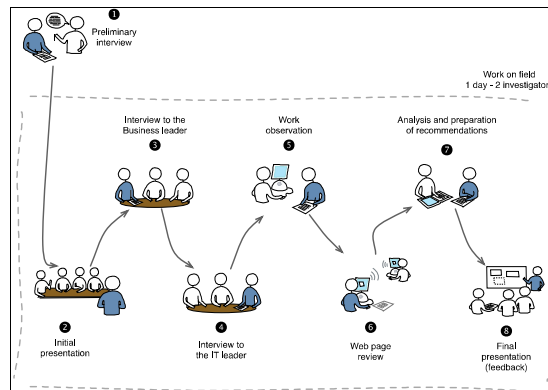 1
Preliminary
interview
Work on field
1 day - 2 investigator
Interview to the
Business leader
3
Work
observation
5
Analysis and preparation
of recommendations
7
2
Initial
presentation
4
Interview to
the IT leader
6
Web page
review
8
Final
presentation
(feedback)